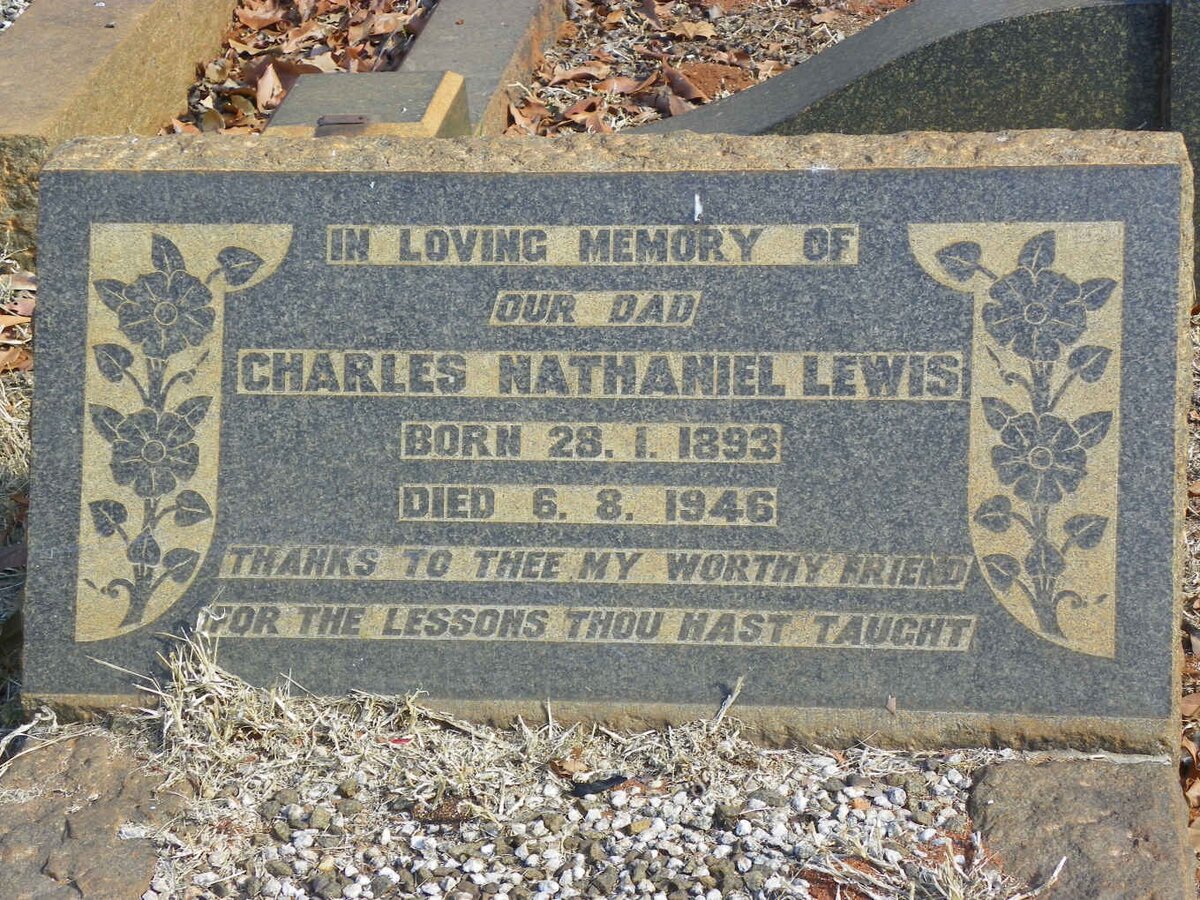 IN LOVING MEMORY OF
OUR DAD
CHARLES NATHANIEL LEWIS
BORN 28. 1. 1893
DIED 6. 8. 1946
THANKS TO THEE MY WORTHY FRIEND
FOR THE LESSONS THOU HAST TAUGHT